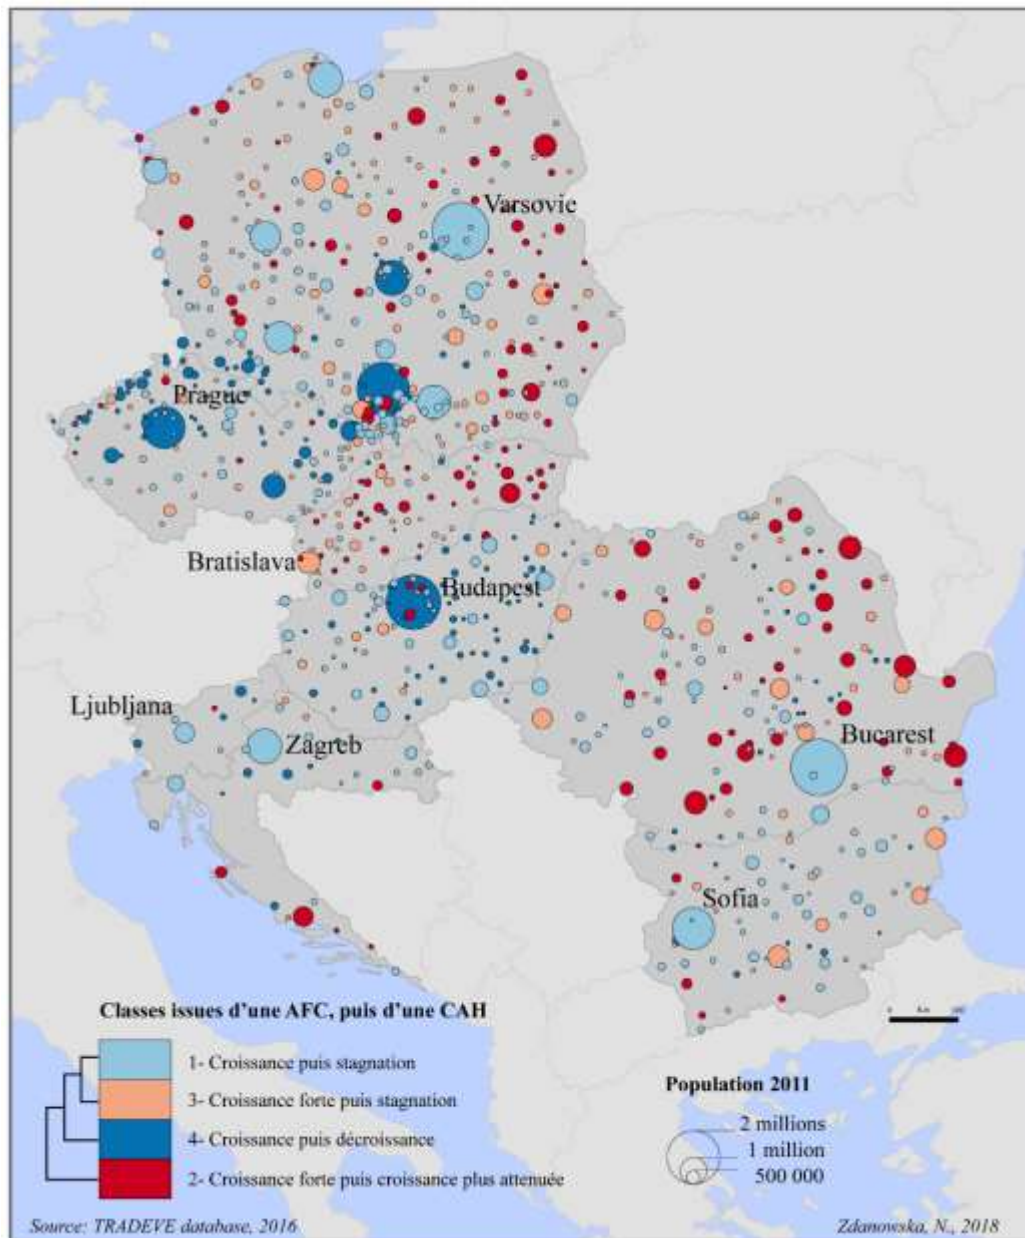 Varsovie
Prague
Bratislava
Budapest
Ljubljana
Zagreb
Bucarest
Sofia
Classes issues d'une AFC, puis d'une CAH
1- Croissance puis stagnation
3- Croissance forte puis stagnation
4- Croissance puis décroissance
2- Croissance forte puis croissance plus attenuée
Population 2011
2 millions
1 million
500 000
Source: TRADEVE database, 2016
Zdanowska, N., 2018